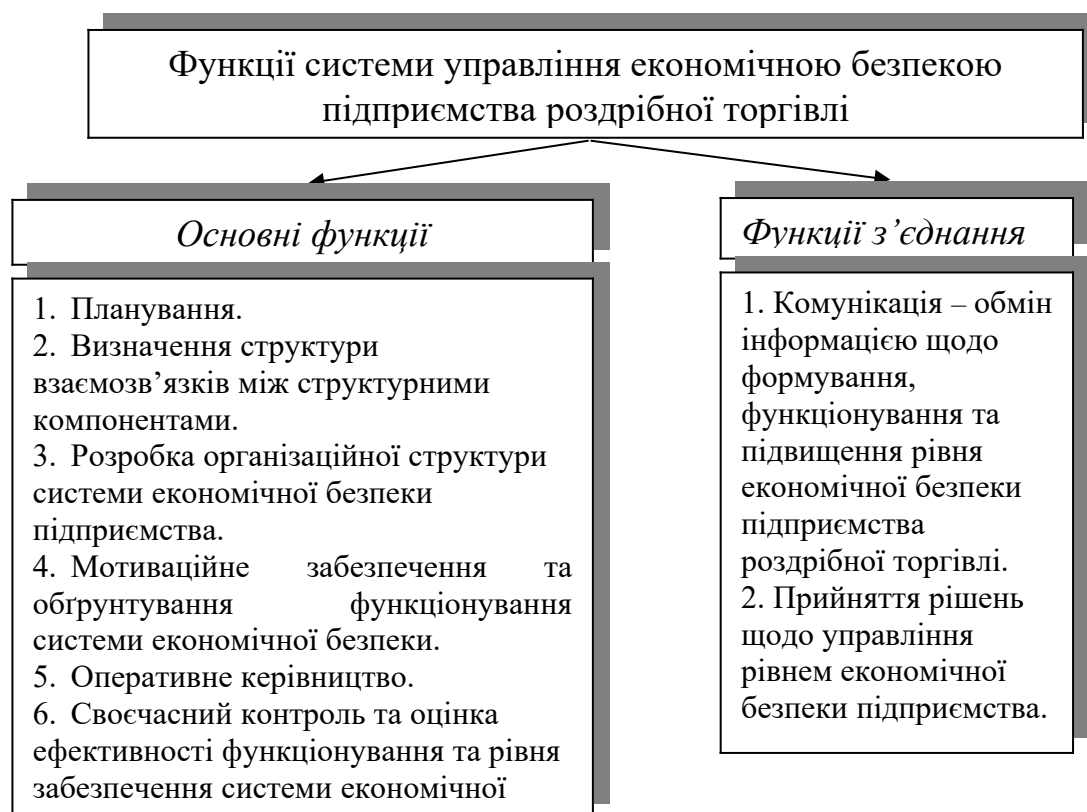 Функції системи управління економічною безпекою
підприємства роздрібної торгівлі
Основні функції
1. Планування.
2. Визначення структури
взаємозв’язків між структурними
компонентами.
3. Розробка організаційної структури
системи економічної безпеки
підприємства.
4. Мотиваційне забезпечення та
обґрунтування функціонування
системи економічної безпеки.
5. Оперативне керівництво.
6. Своєчасний контроль та оцінка
ефективності функціонування та рівня
забезпечення системи економічної
Функції з’єднання
1. Комунікація – обмін
інформацією щодо
формування,
функціонування та
підвищення рівня
економічної безпеки
підприємства
роздрібної торгівлі.
2. Прийняття рішень
щодо управління
рівнем економічної
безпеки підприємства.